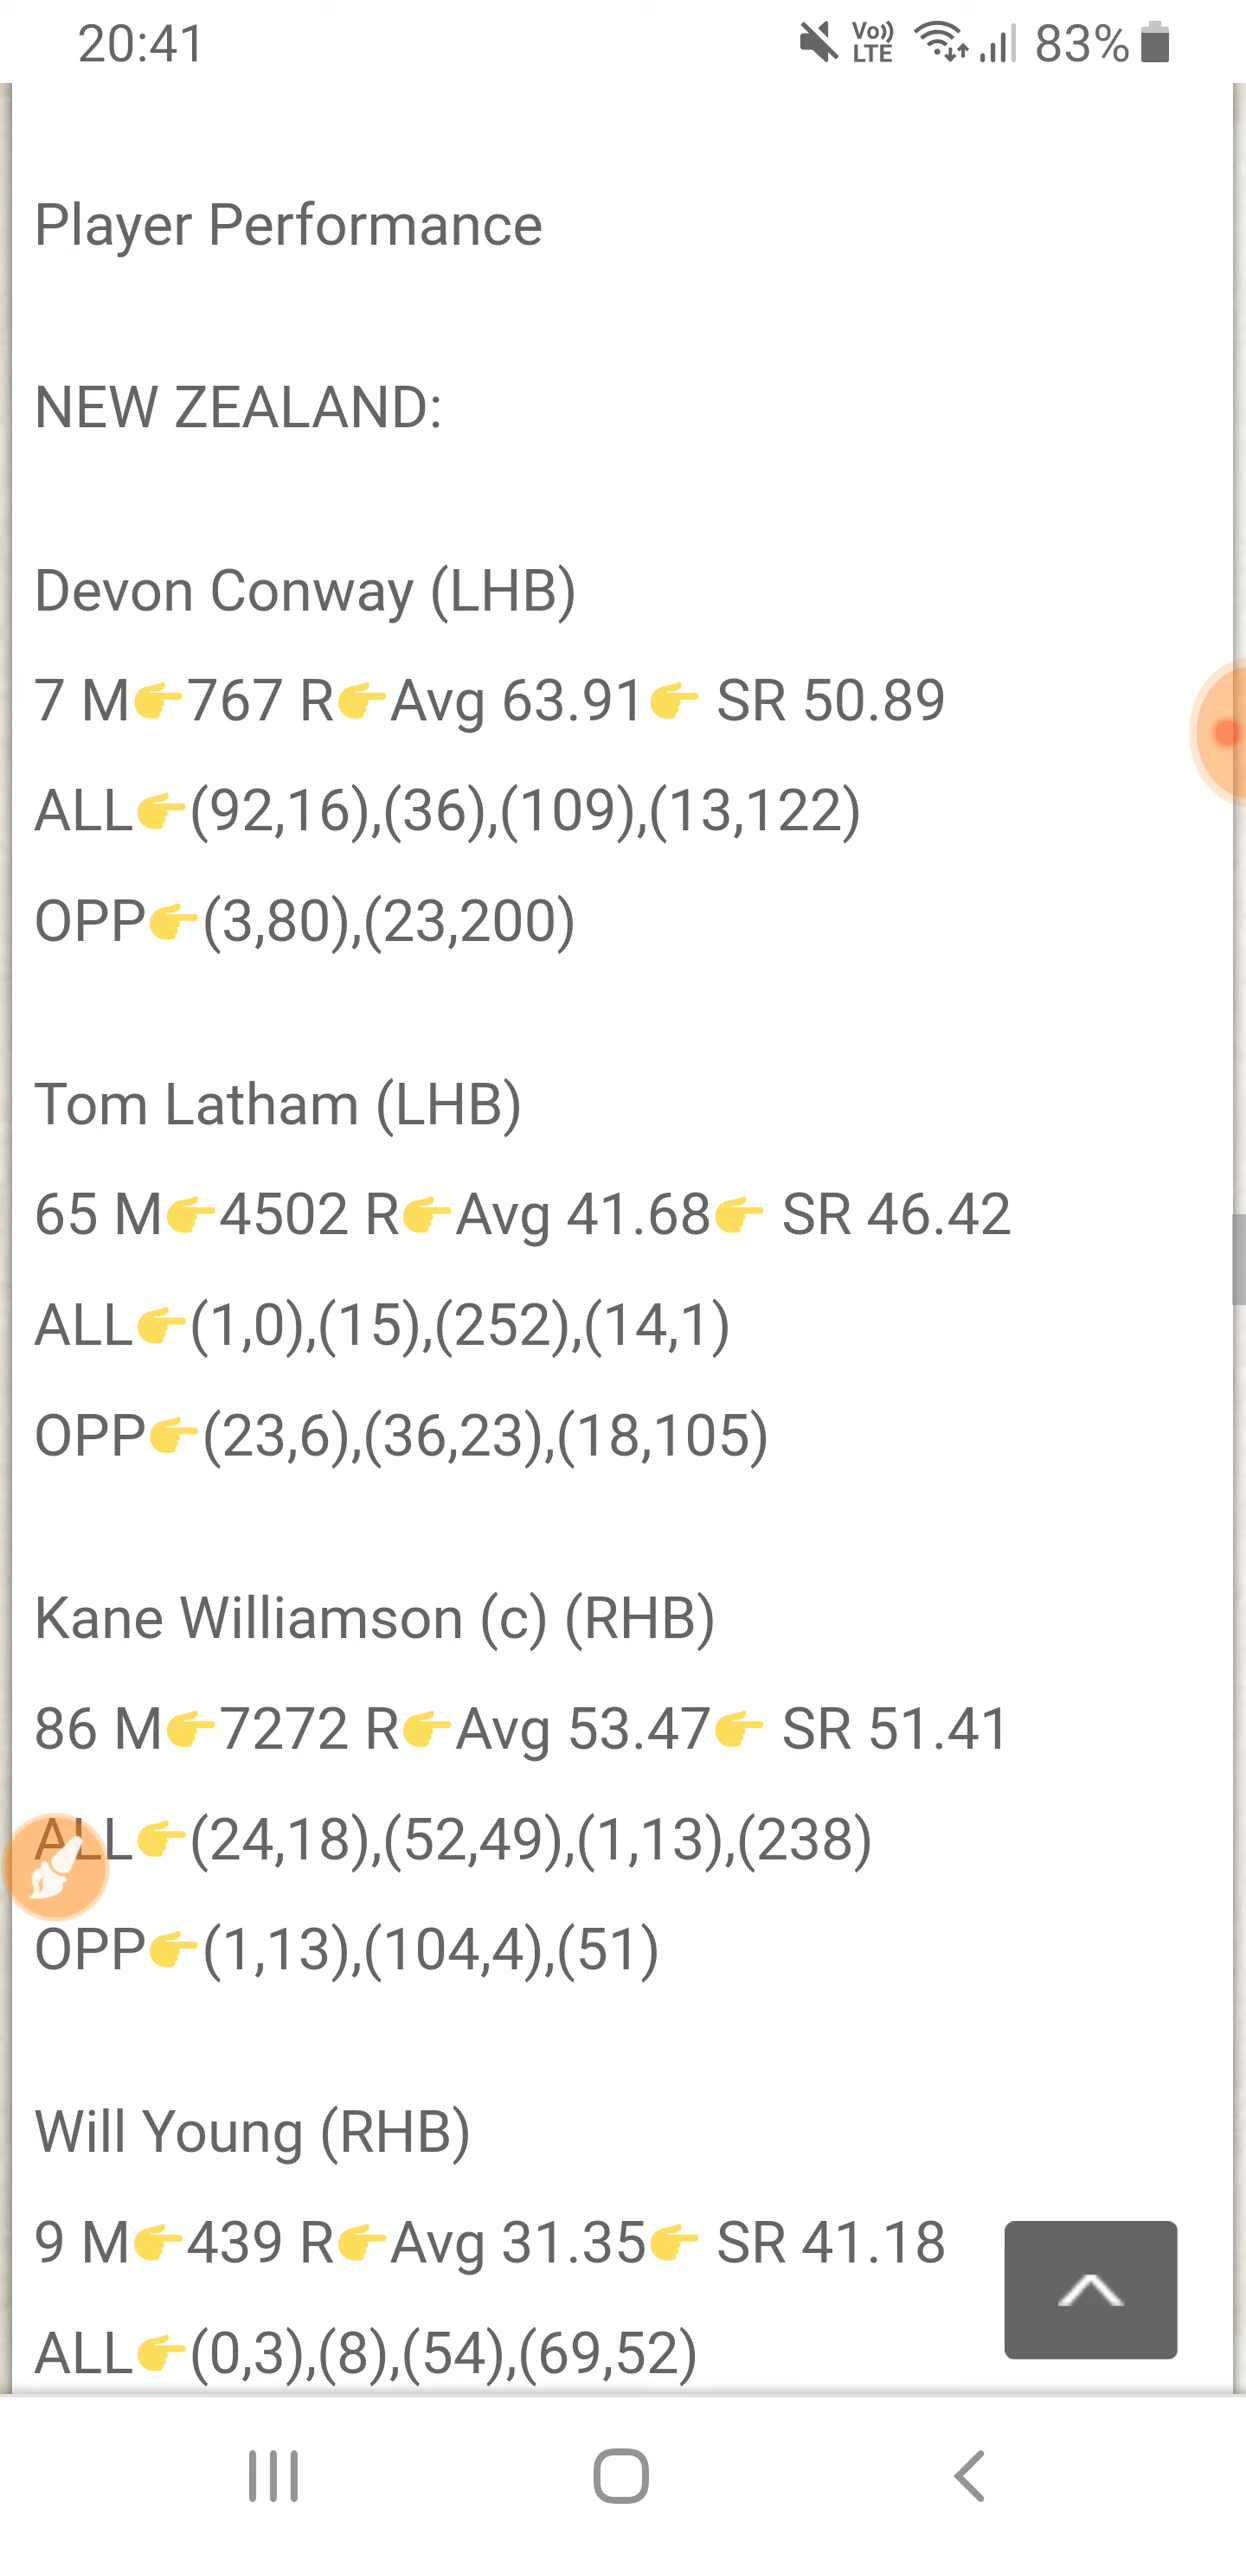 20:41
Vo)) LTE 83%
Player Performance
NEW ZEALAND:
Devon Conway (LHB)
7 M👉767 R👉Avg 63.91👉 SR 50.89
ALL👉(92,16),(36),(109),(13,122)
OPP👉(3,80),(23,200)
Tom Latham (LHB)
65 M👉4502 R👉Avg 41.68👉 SR 46.42
ALL👉(1,0),(15),(252),(14,1)
OPP👉(23,6),(36,23),(18,105)
Kane Williamson (c) (RHB)
86 M👉7272 R👉Avg 53.47👉 SR 51.41
ALL👉(24,18),(52,49),(1,13),(238)
OPP👉(1,13),(104,4),(51)
Will Young (RHB)
9 M👉439 R👉Avg 31.35👉 SR 41.18
ALL👉(0,3),(8),(54),(69,52)